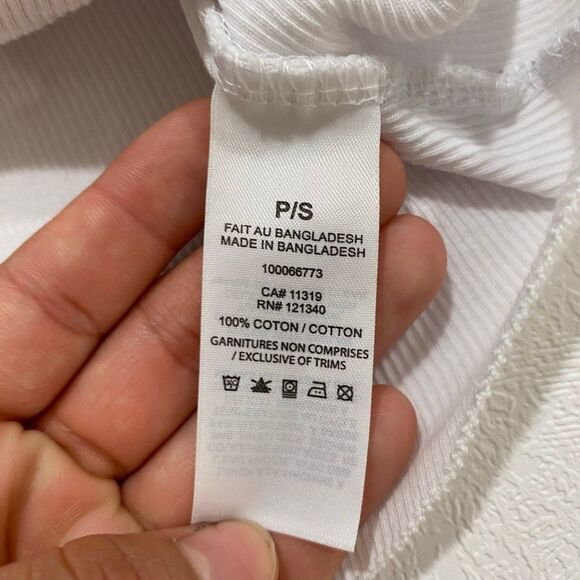 P/S
FAIT AU BANGLADESH
MADE IN BANGLADESH
100066773
CA# 11319
RN# 121340
100% COTON / COTTON
GARNITURES NON COMPRISES
/ EXCLUSIVE OF TRIMS